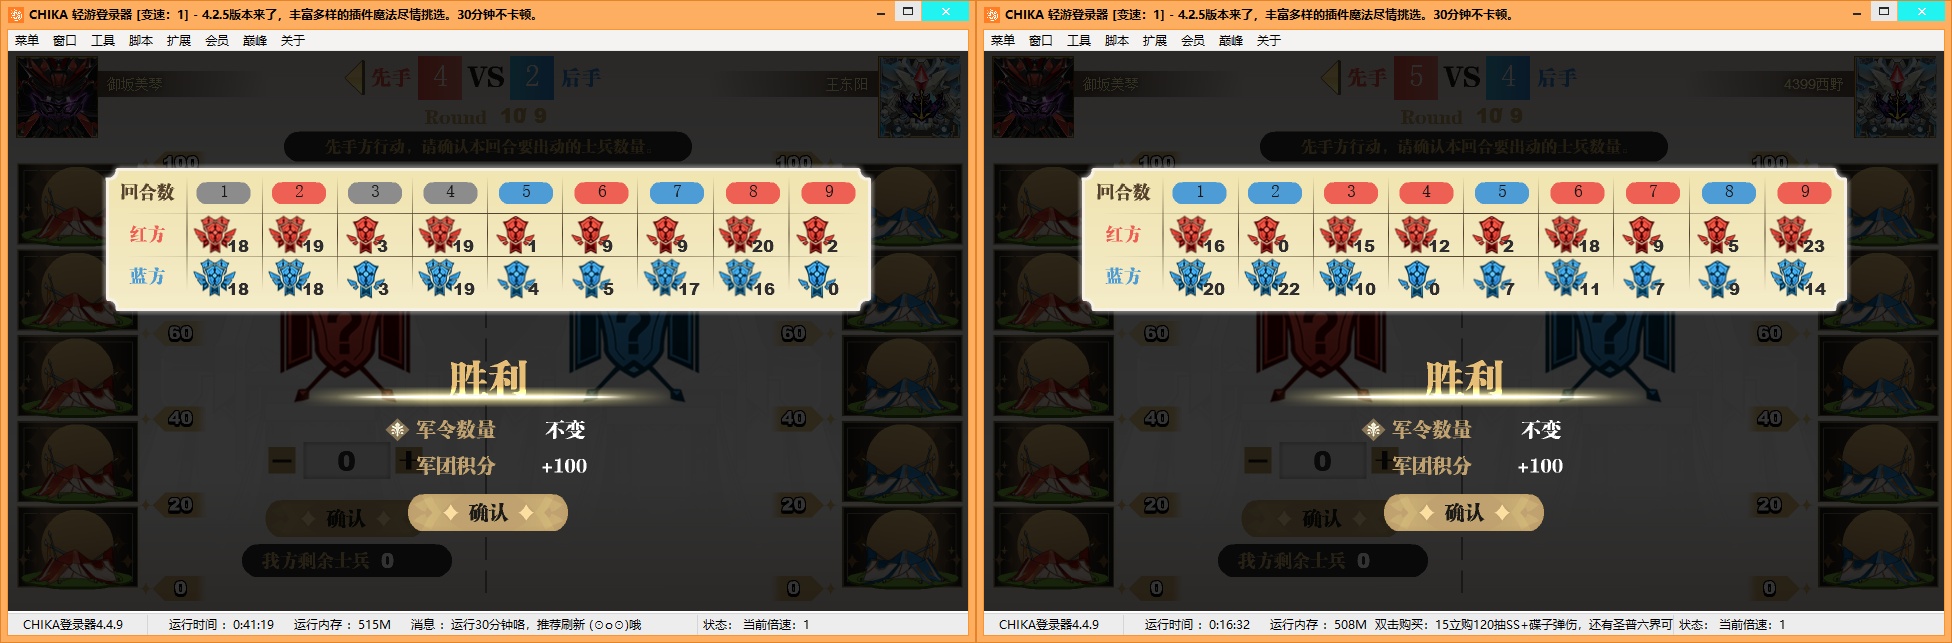 CHIKA 轻游登录器 [变速：1] - 4.2.5版本来了，丰富多样的插件魔法尽情挑选。30分钟不卡顿。
菜单 窗口 工具 脚本 扩展 会员 巅峰 关于
御坂美琴 先手 4 VS 2 后手 王东阳
Round 10 9
先手方行动，请确认本回合要出动的士兵数量。
100 100
回合数 1 2 3 4 5 6 7 8 9
红方 18 19 3 19 1 9 9 20 2
蓝方 18 18 3 19 4 5 17 16 0
60 60
胜利
40 40
军令数量 不变
0
军团积分 +100
20 20
确认 确认
我方剩余士兵 0
0 0
CHIKA登录器4.4.9 运行时间：0:41:19 运行内存：515M 消息：运行30分钟咯，推荐刷新 (⊙o⊙)哦 状态： 当前倍速：1
CHIKA 轻游登录器 [变速：1] - 4.2.5版本来了，丰富多样的插件魔法尽情挑选。30分钟不卡顿。
菜单 窗口 工具 脚本 扩展 会员 巅峰 关于
御坂美琴 先手 5 VS 4 后手 4399西野
Round 10 9
先手方行动，请确认本回合要出动的士兵数量。
100 100
回合数 1 2 3 4 5 6 7 8 9
红方 16 0 15 12 2 18 9 5 23
蓝方 20 22 10 0 7 11 7 9 14
60 60
胜利
40 40
军令数量 不变
0
军团积分 +100
20 20
确认 确认
我方剩余士兵 0
0 0
CHIKA登录器4.4.9 运行时间：0:16:32 运行内存：508M 双击购买：15立购120抽SS+碟子弹伤，还有圣普六界可 状态： 当前倍速：1